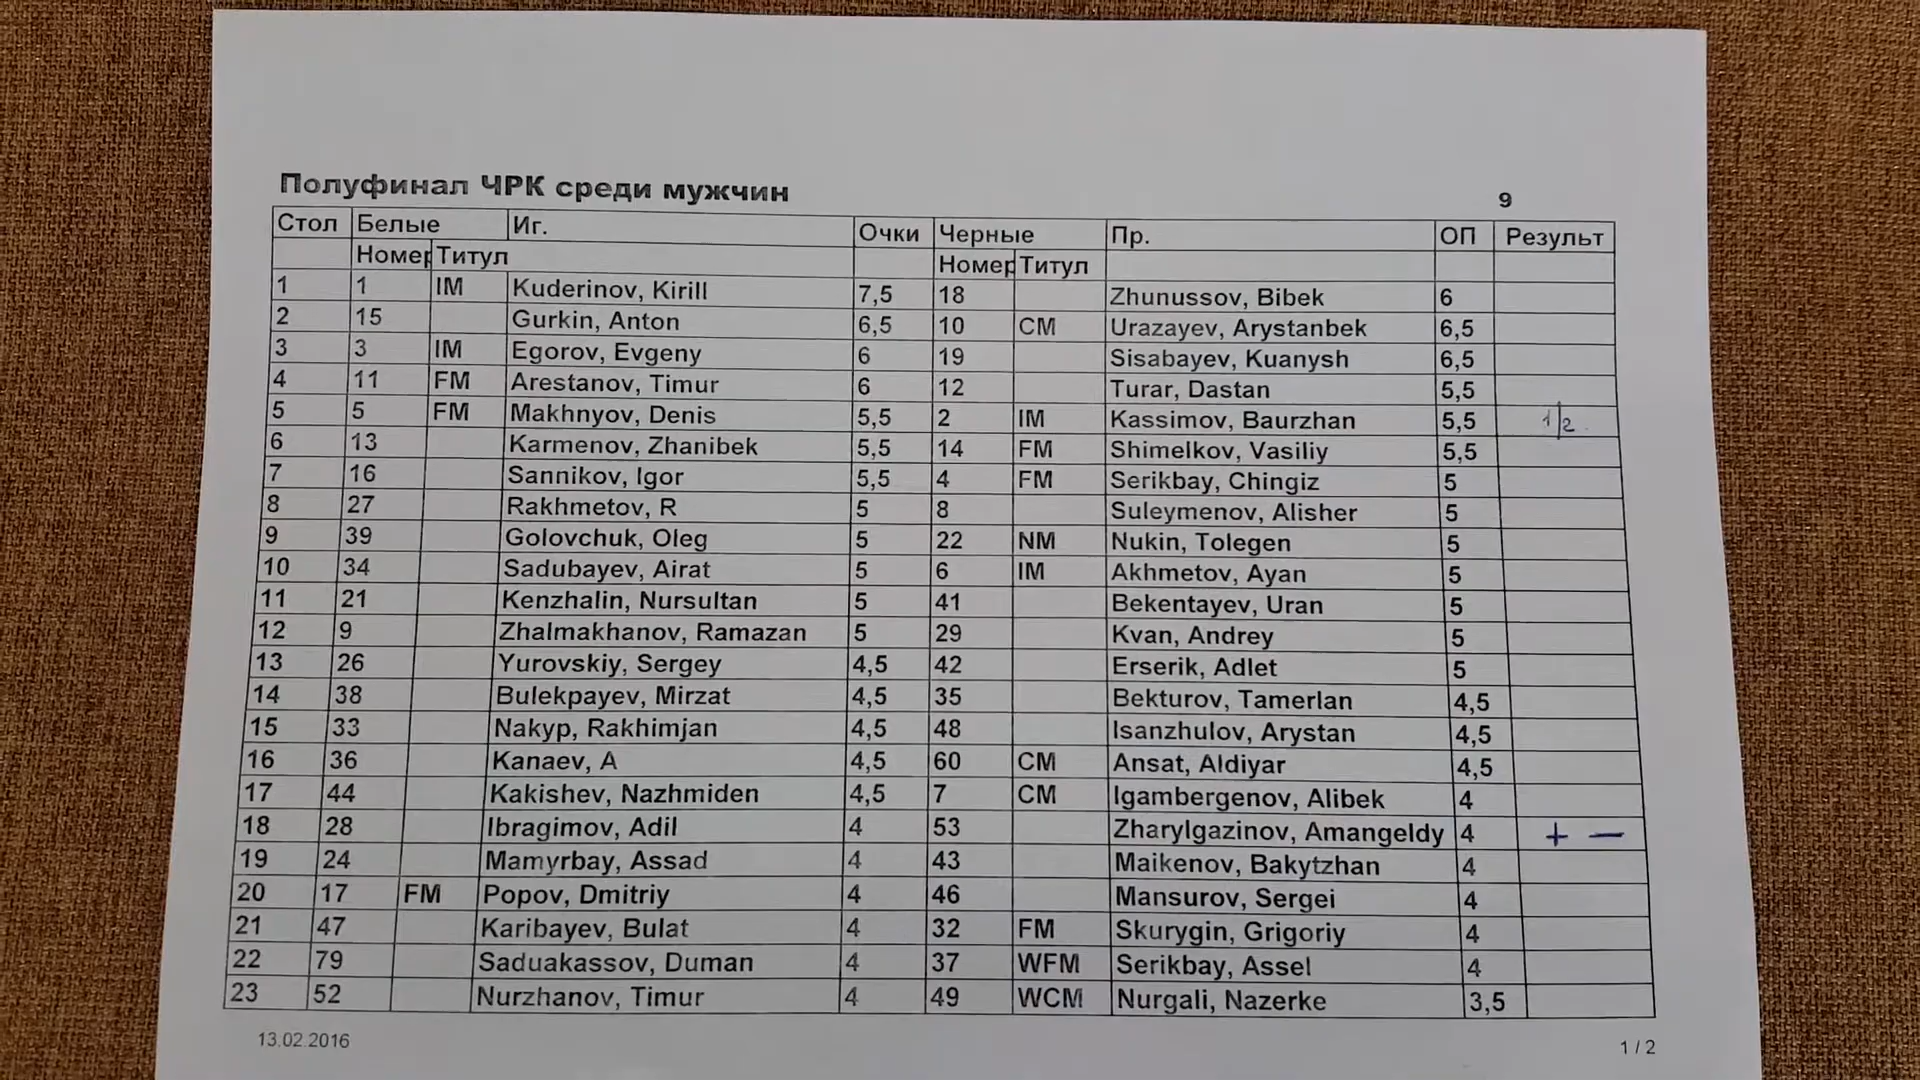 Полуфинал ЧРК среди мужчин
9
Стол Белые Иг. Очки Черные Пр. ОП Результ
Номер Титул Номер Титул
1 1 IM Kuderinov, Kirill 7,5 18 Zhunussov, Bibek 6
2 15 Gurkin, Anton 6,5 10 CM Urazayev, Arystanbek 6,5
3 3 IM Egorov, Evgeny 6 19 Sisabayev, Kuanysh 6,5
4 11 FM Arestanov, Timur 6 12 Turar, Dastan 5,5
5 5 FM Makhnyov, Denis 5,5 2 IM Kassimov, Baurzhan 5,5 1/2
6 13 Karmenov, Zhanibek 5,5 14 FM Shimelkov, Vasiliy 5,5
7 16 Sannikov, Igor 5,5 4 FM Serikbay, Chingiz 5
8 27 Rakhmetov, R 5 8 Suleymenov, Alisher 5
9 39 Golovchuk, Oleg 5 22 NM Nukin, Tolegen 5
10 34 Sadubayev, Airat 5 6 IM Akhmetov, Ayan 5
11 21 Kenzhalin, Nursultan 5 41 Bekentayev, Uran 5
12 9 Zhalmakhanov, Ramazan 5 29 Kvan, Andrey 5
13 26 Yurovskiy, Sergey 4,5 42 Erserik, Adlet 5
14 38 Bulekpayev, Mirzat 4,5 35 Bekturov, Tamerlan 4,5
15 33 Nakyp, Rakhimjan 4,5 48 Isanzhulov, Arystan 4,5
16 36 Kanaev, A 4,5 60 CM Ansat, Aldiyar 4,5
17 44 Kakishev, Nazhmiden 4,5 7 CM Igambergenov, Alibek 4
18 28 Ibragimov, Adil 4 53 Zharylgazinov, Amangeldy 4 + —
19 24 Mamyrbay, Assad 4 43 Maikenov, Bakytzhan 4
20 17 FM Popov, Dmitriy 4 46 Mansurov, Sergei 4
21 47 Karibayev, Bulat 4 32 FM Skurygin, Grigoriy 4
22 79 Saduakassov, Duman 4 37 WFM Serikbay, Assel 4
23 52 Nurzhanov, Timur 4 49 WCM Nurgali, Nazerke 3,5
13.02.2016
1 / 2